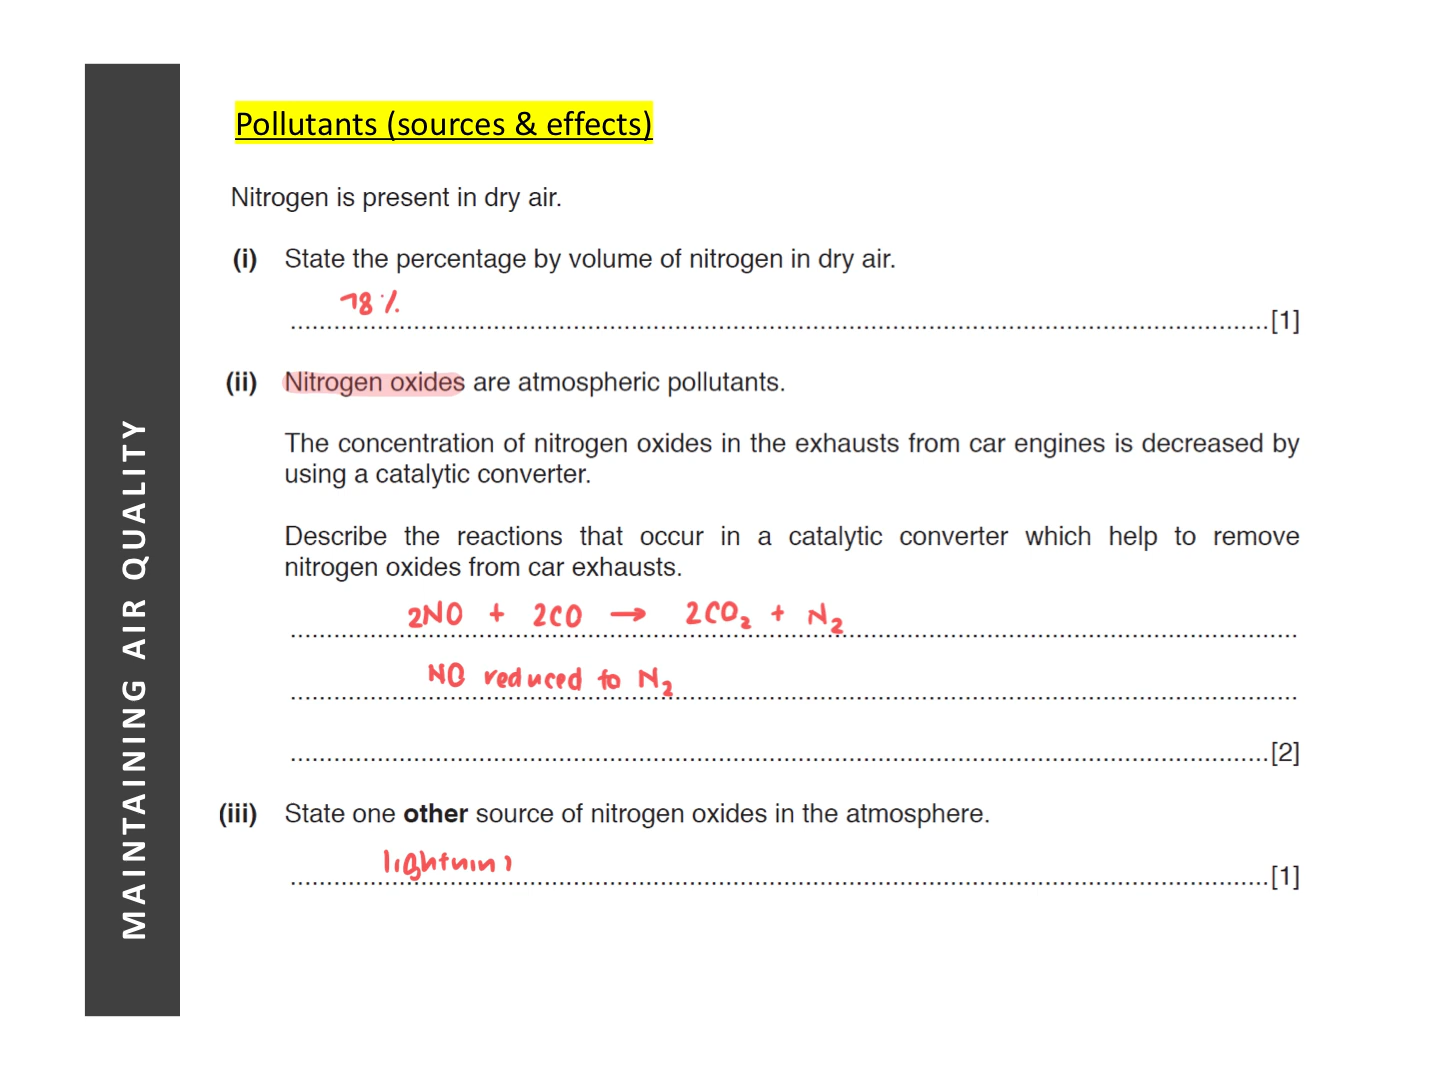 MAINTAINING AIR QUALITY
Pollutants (sources & effects)
Nitrogen is present in dry air.
(i) State the percentage by volume of nitrogen in dry air.
78%
[1]
(ii) Nitrogen oxides are atmospheric pollutants.
The concentration of nitrogen oxides in the exhausts from car engines is decreased by
using a catalytic converter.
Describe the reactions that occur in a catalytic converter which help to remove
nitrogen oxides from car exhausts.
2NO + 2CO → 2CO₂ + N₂
NO reduced to N₂
[2]
(iii) State one other source of nitrogen oxides in the atmosphere.
[1]